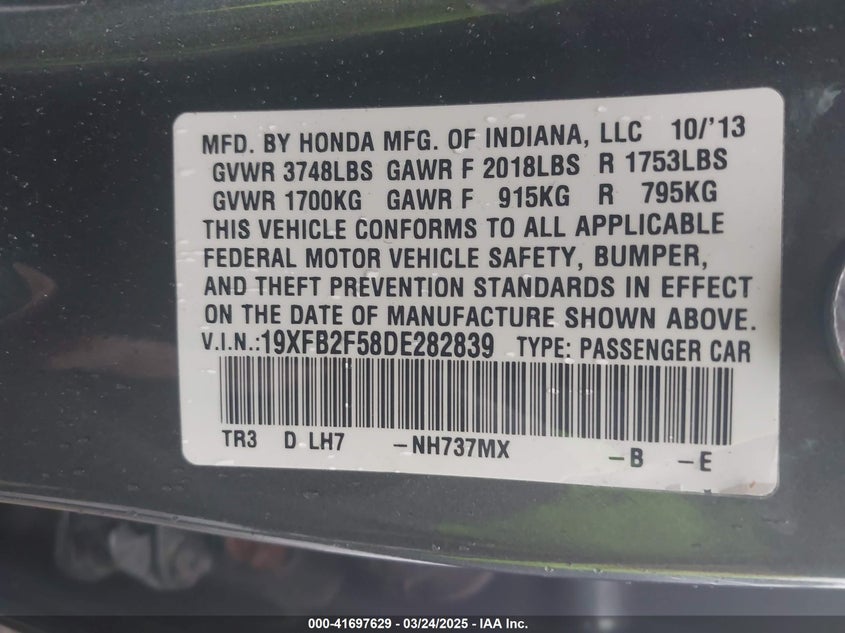 MFD. BY HONDA MFG. OF INDIANA, LLC 10/'13
GVWR 3748LBS GAWR F 2018LBS R 1753LBS
GVWR 1700KG GAWR F 915KG R 795KG
THIS VEHICLE CONFORMS TO ALL APPLICABLE
FEDERAL MOTOR VEHICLE SAFETY, BUMPER,
AND THEFT PREVENTION STANDARDS IN EFFECT
ON THE DATE OF MANUFACTURE SHOWN ABOVE.
V.I.N.:19XFB2F58DE282839 TYPE: PASSENGER CAR
TR3 D LH7 –NH737MX –B –E
000-41697629 - 03/24/2025 - IAA Inc.